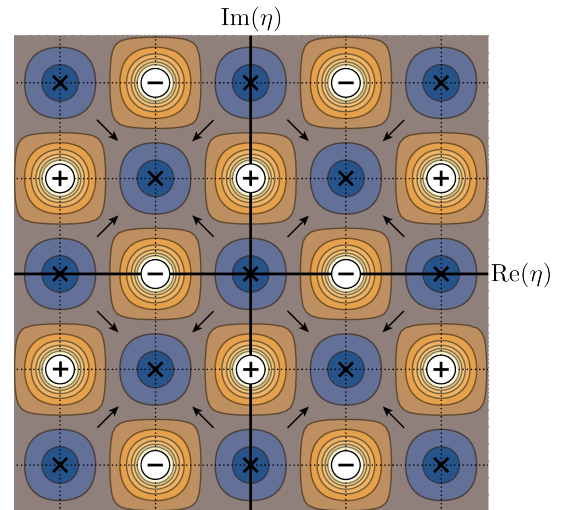 Im(η)
× − × − ×
+ × + × +
× − × − ×
Re(η)
+ × + × +
× − × − ×